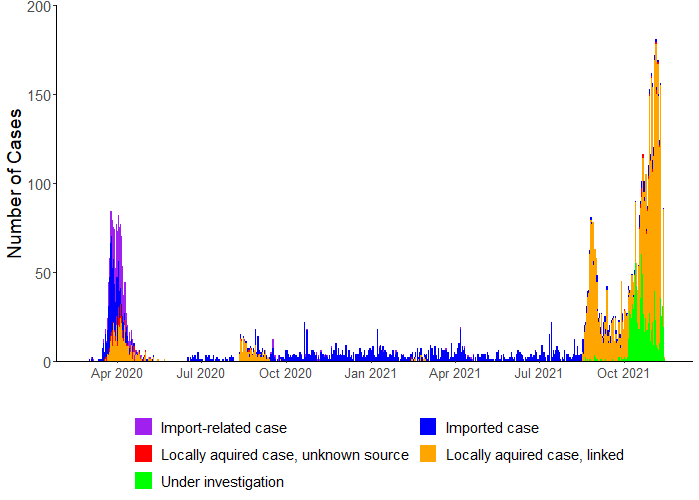 200
150
100
50
0
Number of Cases
Apr 2020
Jul 2020
Oct 2020
Jan 2021
Apr 2021
Jul 2021
Oct 2021
Import-related case
Imported case
Locally aquired case, unknown source
Locally aquired case, linked
Under investigation